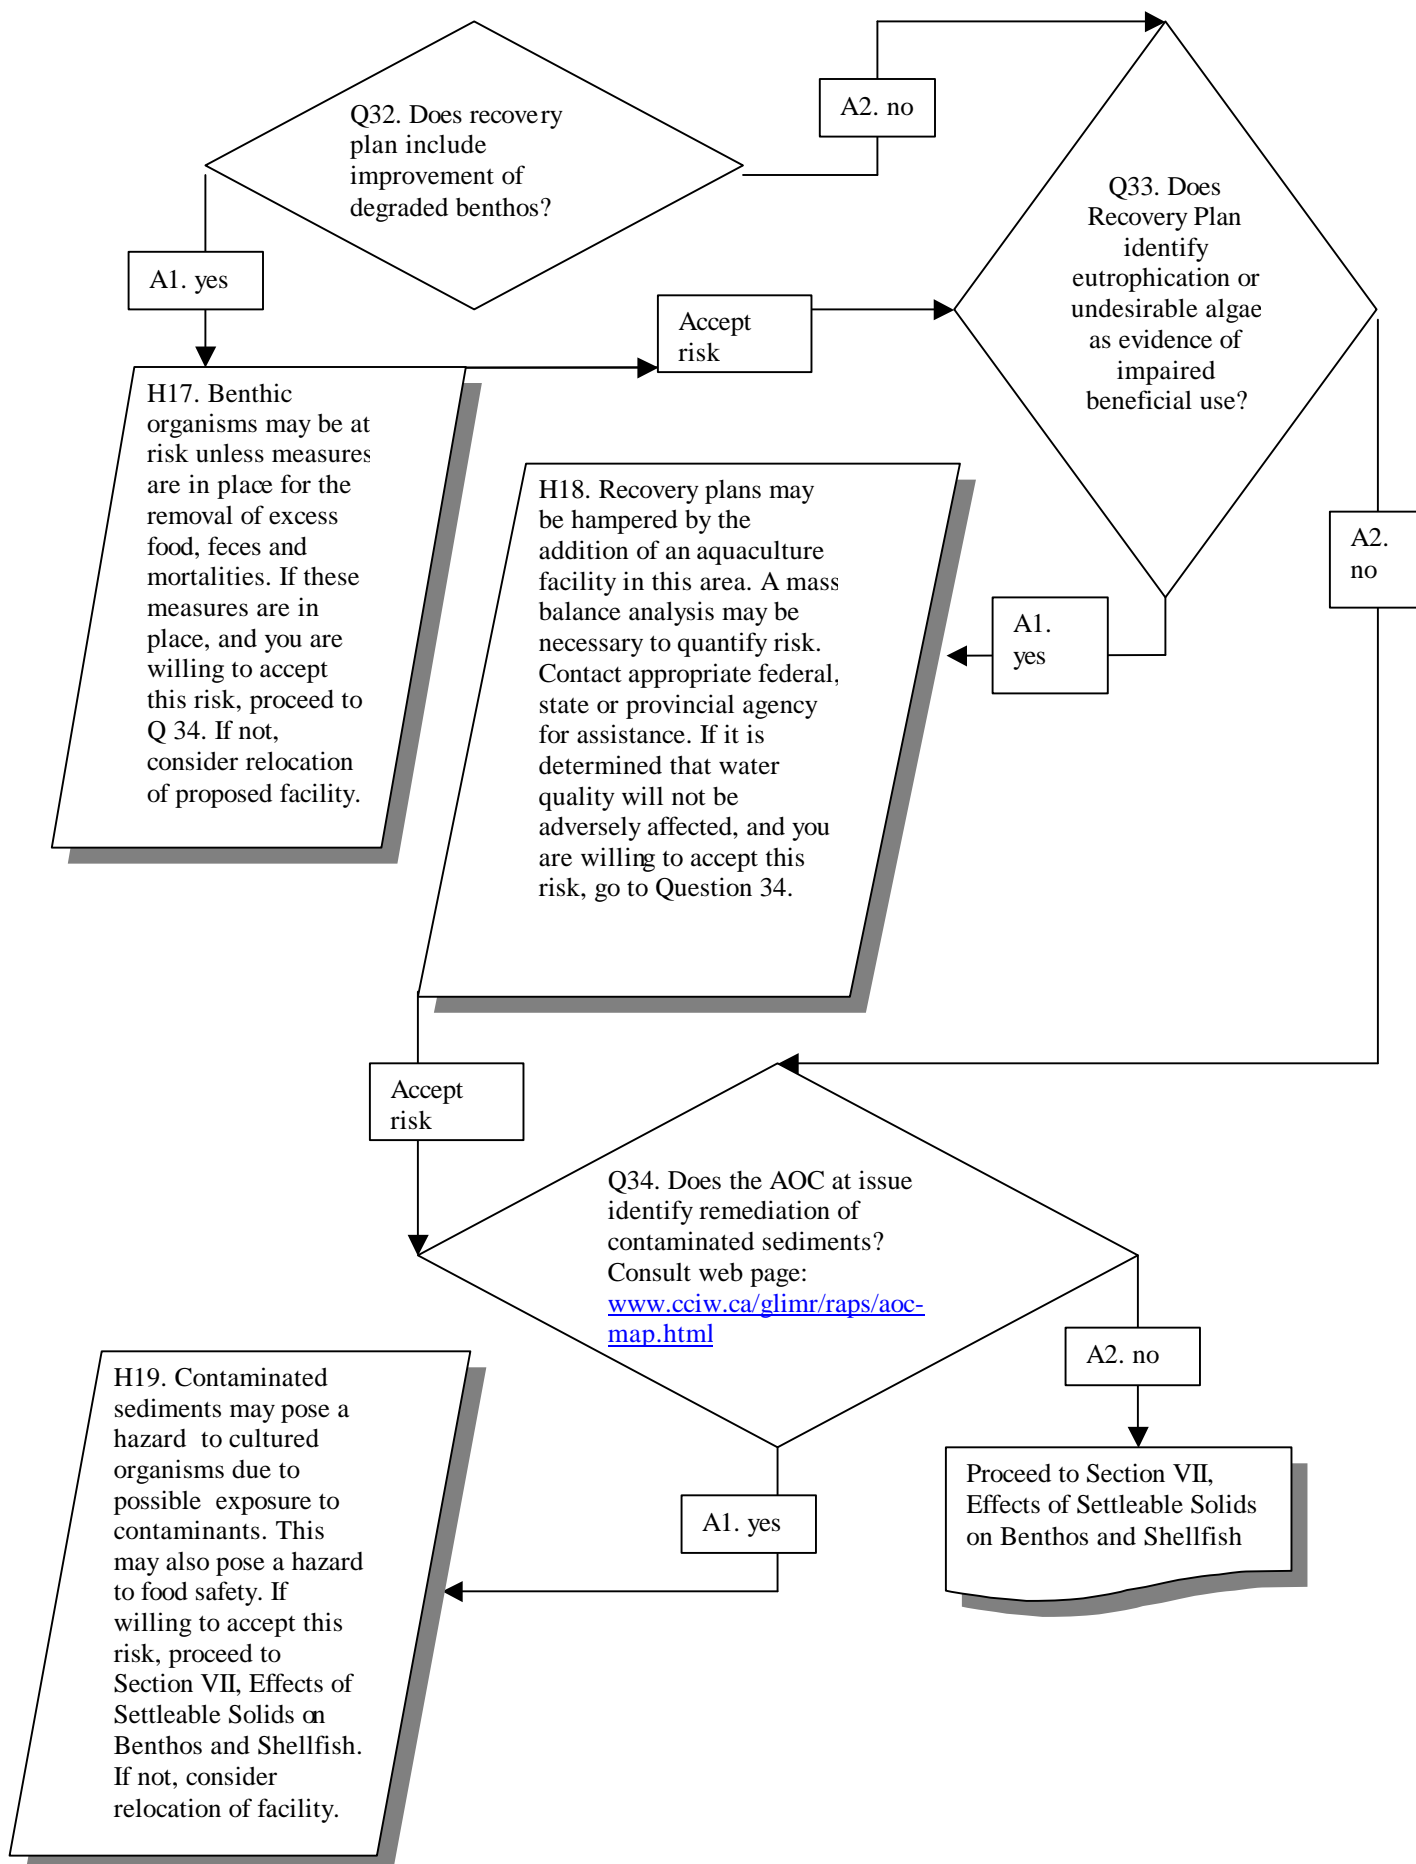 Q32. Does recovery
plan include
improvement of
degraded benthos?
A2. no
A1. yes
Q33. Does
Recovery Plan
identify
eutrophication or
undesirable algae
as evidence of
impaired
beneficial use?
Accept
risk
H17. Benthic
organisms may be at
risk unless measures
are in place for the
removal of excess
food, feces and
mortalities. If these
measures are in
place, and you are
willing to accept
this risk, proceed to
Q 34. If not,
consider relocation
of proposed facility.
H18. Recovery plans may
be hampered by the
addition of an aquaculture
facility in this area. A mass
balance analysis may be
necessary to quantify risk.
Contact appropriate federal,
state or provincial agency
for assistance. If it is
determined that water
quality will not be
adversely affected, and you
are willing to accept this
risk, go to Question 34.
A1.
yes
A2.
no
Accept
risk
Q34. Does the AOC at issue
identify remediation of
contaminated sediments?
Consult web page:
www.cciw.ca/glimr/raps/aoc-
map.html
A2. no
A1. yes
Proceed to Section VII,
Effects of Settleable Solids
on Benthos and Shellfish
H19. Contaminated
sediments may pose a
hazard to cultured
organisms due to
possible exposure to
contaminants. This
may also pose a hazard
to food safety. If
willing to accept this
risk, proceed to
Section VII, Effects of
Settleable Solids on
Benthos and Shellfish.
If not, consider
relocation of facility.